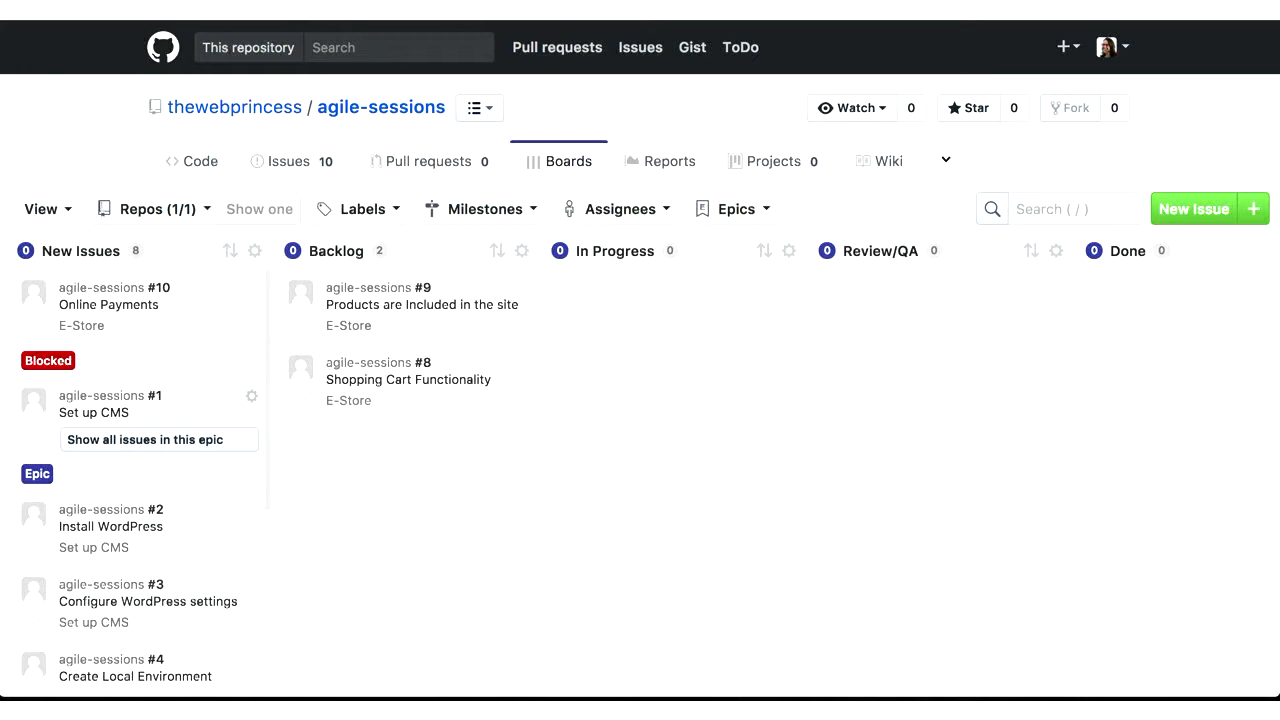 This repository Search Pull requests Issues Gist ToDo
thewebprincess / agile-sessions Watch 0 Star 0 Fork 0
Code Issues 10 Pull requests 0 Boards Reports Projects 0 Wiki
View Repos (1/1) Show one Labels Milestones Assignees Epics Search ( / ) New Issue +
0 New Issues 8
agile-sessions #10
Online Payments
E-Store
Blocked
agile-sessions #1
Set up CMS
Show all issues in this epic
Epic
agile-sessions #2
Install WordPress
Set up CMS
agile-sessions #3
Configure WordPress settings
Set up CMS
agile-sessions #4
Create Local Environment
0 Backlog 2
agile-sessions #9
Products are Included in the site
E-Store
agile-sessions #8
Shopping Cart Functionality
E-Store
0 In Progress 0
0 Review/QA 0
0 Done 0